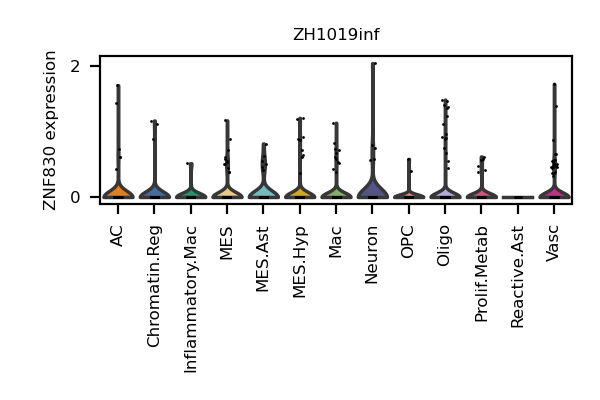 ZH1019inf
ZNF830 expression
2
0
AC
Chromatin.Reg
Inflammatory.Mac
MES
MES.Ast
MES.Hyp
Mac
Neuron
OPC
Oligo
Prolif.Metab
Reactive.Ast
Vasc